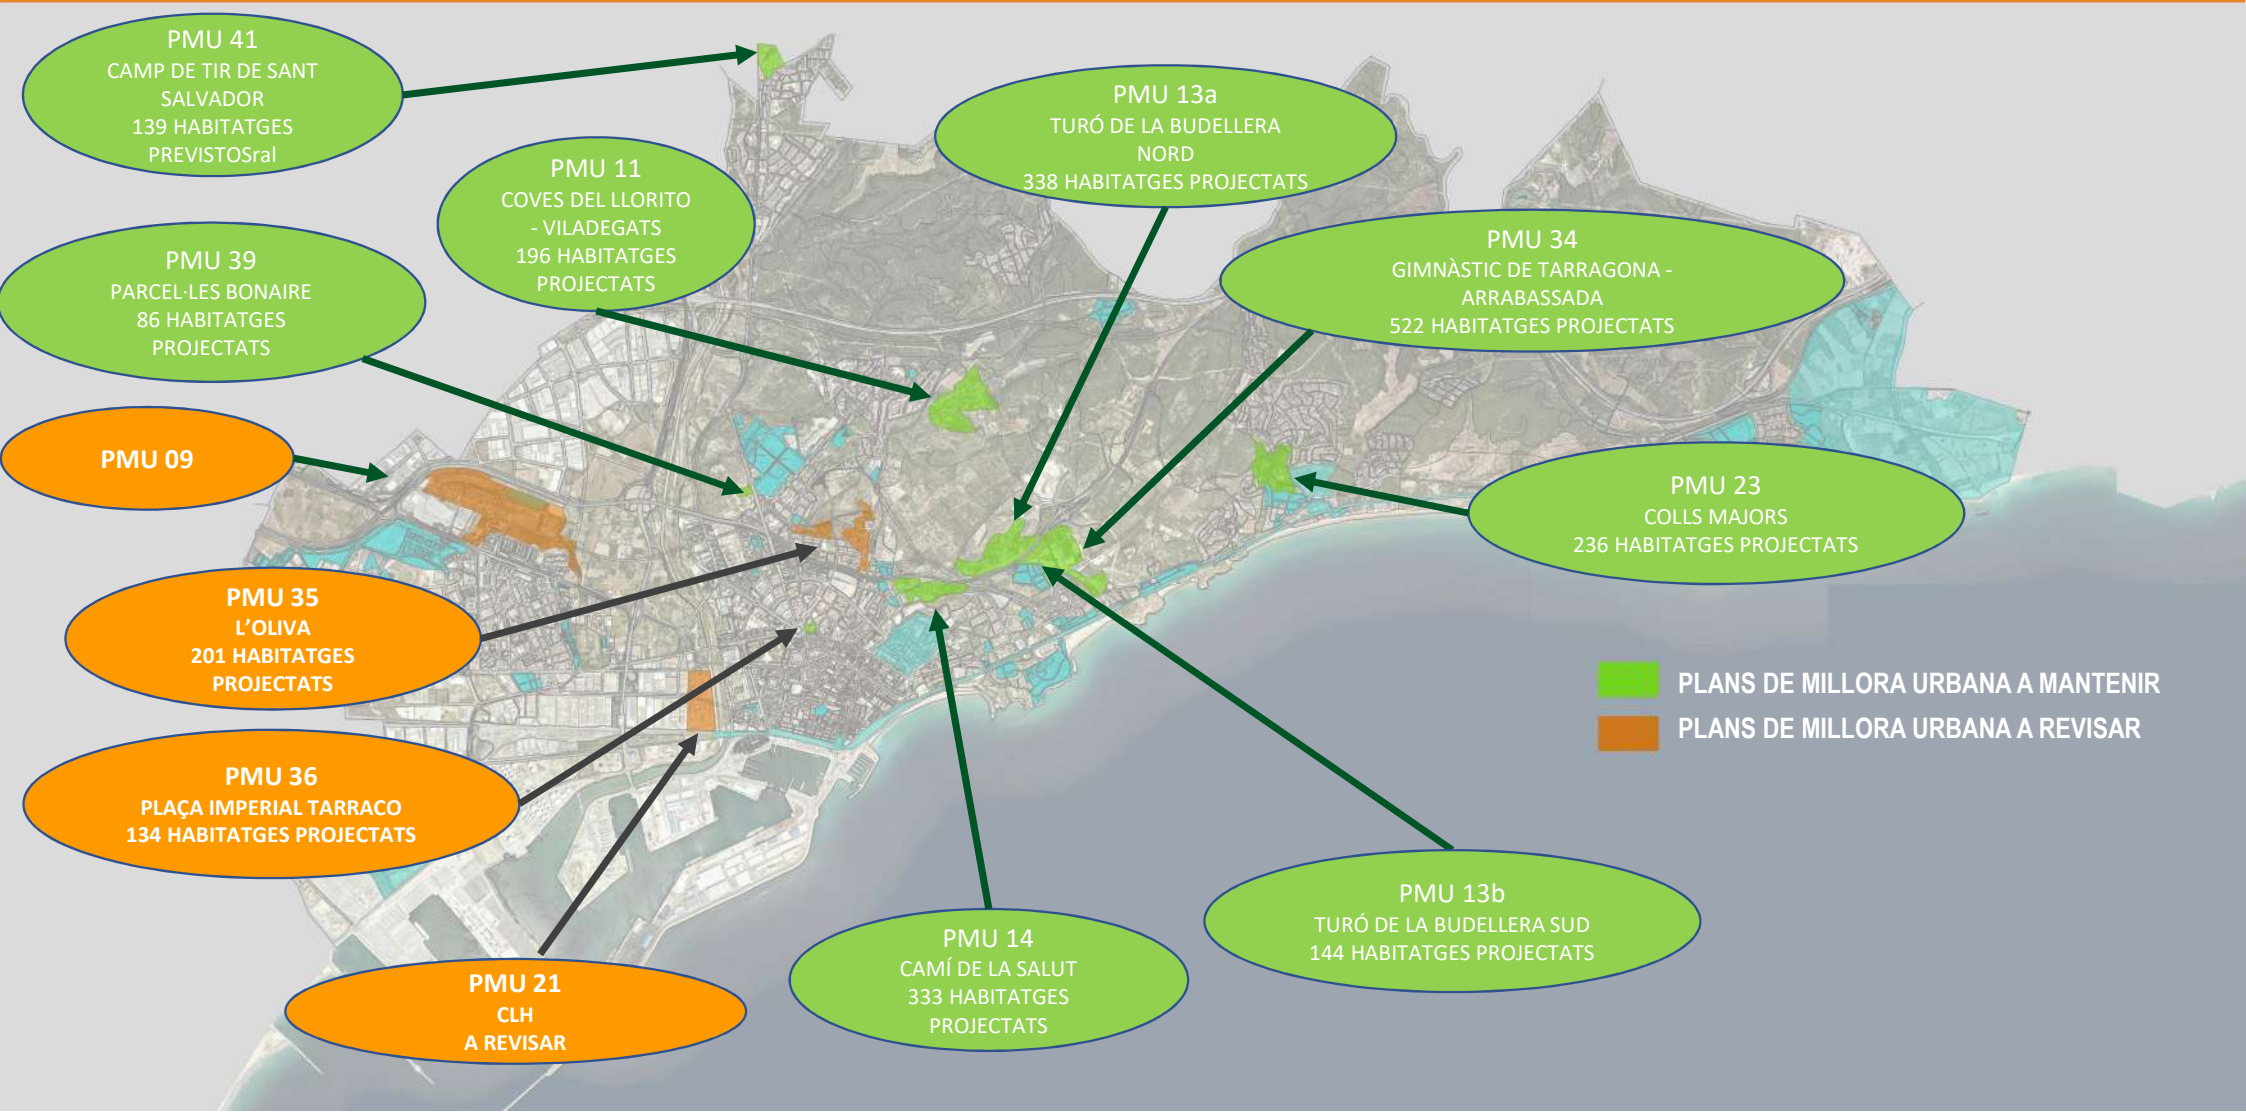 PMU 41
CAMP DE TIR DE SANT
SALVADOR
139 HABITATGES
PREVISTOSral
PMU 11
COVES DEL LLORITO
- VILADEGATS
196 HABITATGES
PROJECTATS
PMU 13a
TURÓ DE LA BUDELLERA
NORD
338 HABITATGES PROJECTATS
PMU 34
GIMNÀSTIC DE TARRAGONA -
ARRABASSADA
522 HABITATGES PROJECTATS
PMU 39
PARCEL·LES BONAIRE
86 HABITATGES
PROJECTATS
PMU 09
PMU 23
COLLS MAJORS
236 HABITATGES PROJECTATS
PMU 35
L'OLIVA
201 HABITATGES
PROJECTATS
PLANS DE MILLORA URBANA A MANTENIR
PLANS DE MILLORA URBANA A REVISAR
PMU 36
PLAÇA IMPERIAL TARRACO
134 HABITATGES PROJECTATS
PMU 13b
TURÓ DE LA BUDELLERA SUD
144 HABITATGES PROJECTATS
PMU 14
CAMÍ DE LA SALUT
333 HABITATGES
PROJECTATS
PMU 21
CLH
A REVISAR